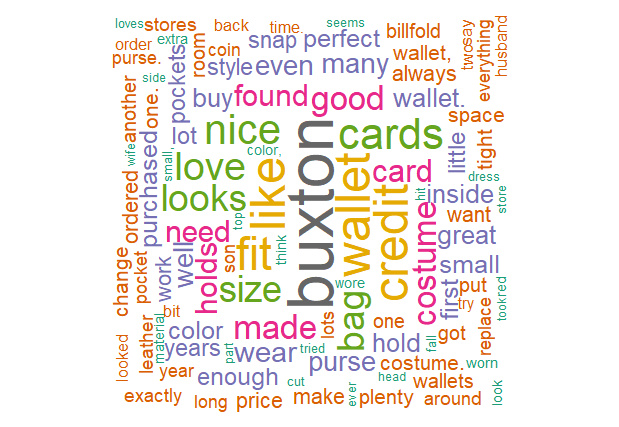 loves
stores
back
time.
seems
order
extra
coin
snap
perfect
billfold
twosay
husband
purse.
room
style
even
many
wallet,
always
everything
side
another
one.
pockets
buy
found
good
wallet.
space
lot
nice
buxton
cards
little
tight
wife
small,
color,
love
card
dress
ordered
purchased
looks
like
wallet
credit
hit
inside
store
top
need
want
think
costume
great
son
fit
well
work
holds
small
change
pocket
size
bag
wore
first
put
try
tookred
bit
made
lots
one
got
replace
looked
leather
material
color
years
part
wear
tried
hold
fall
purse
costume.
worn
year
enough
cut
head
wallets
look
exactly
long
price
make
ever
plenty
around